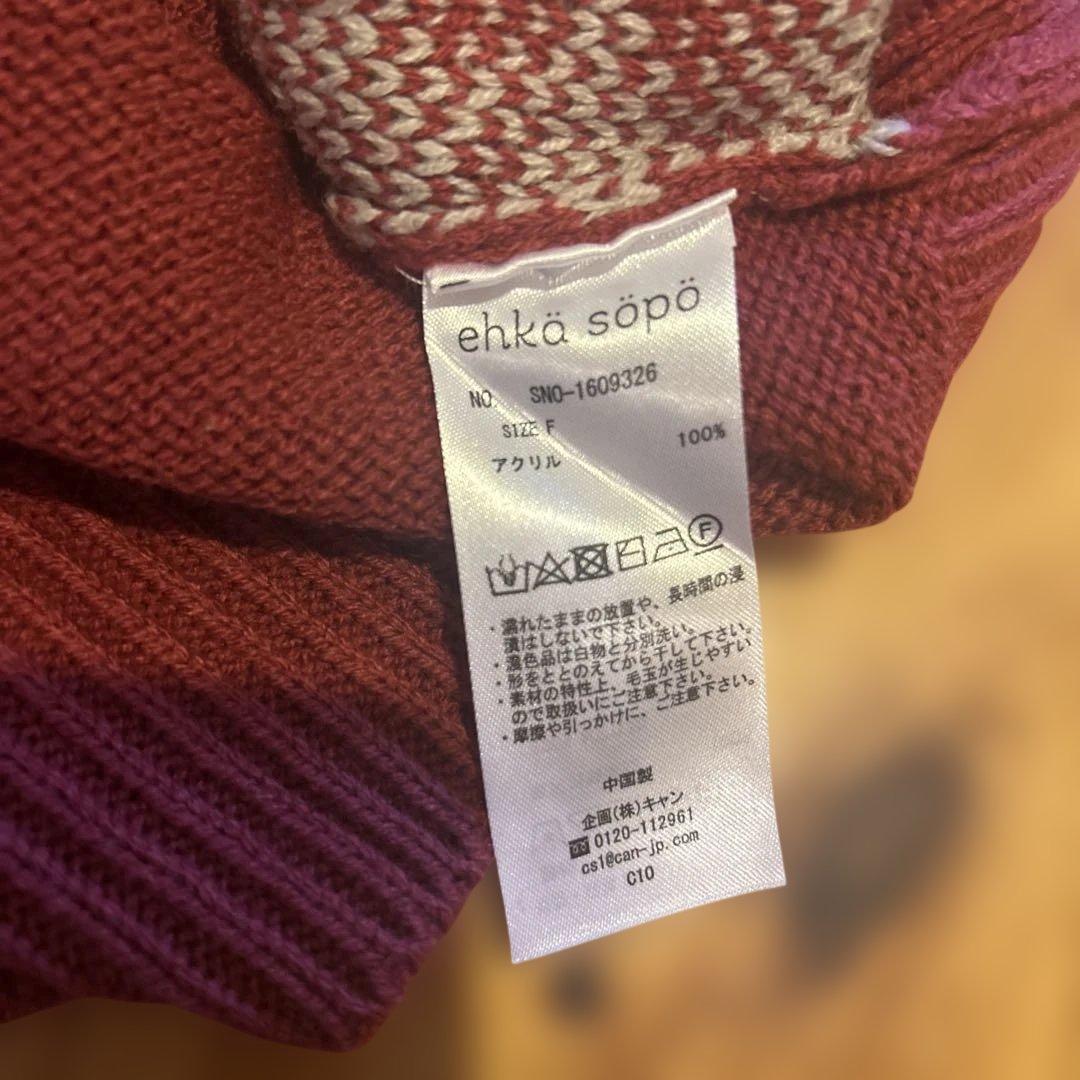 ehkä söpö
NO. SNO-1609326
SIZE F
アクリル 100%
F
・濡れたままの放置や、長時間の浸
漬はしないで下さい。
・濃色品は白物と分別洗い。
・形をととのえてから干して下さい。
・素材の特性上、毛玉が生じやすい
ので取扱いにご注意下さい。
・摩擦や引っかけに、ご注意下さい。
中国製
企画(株)キャン
0120-112961
cs1@can-jp.com
C10